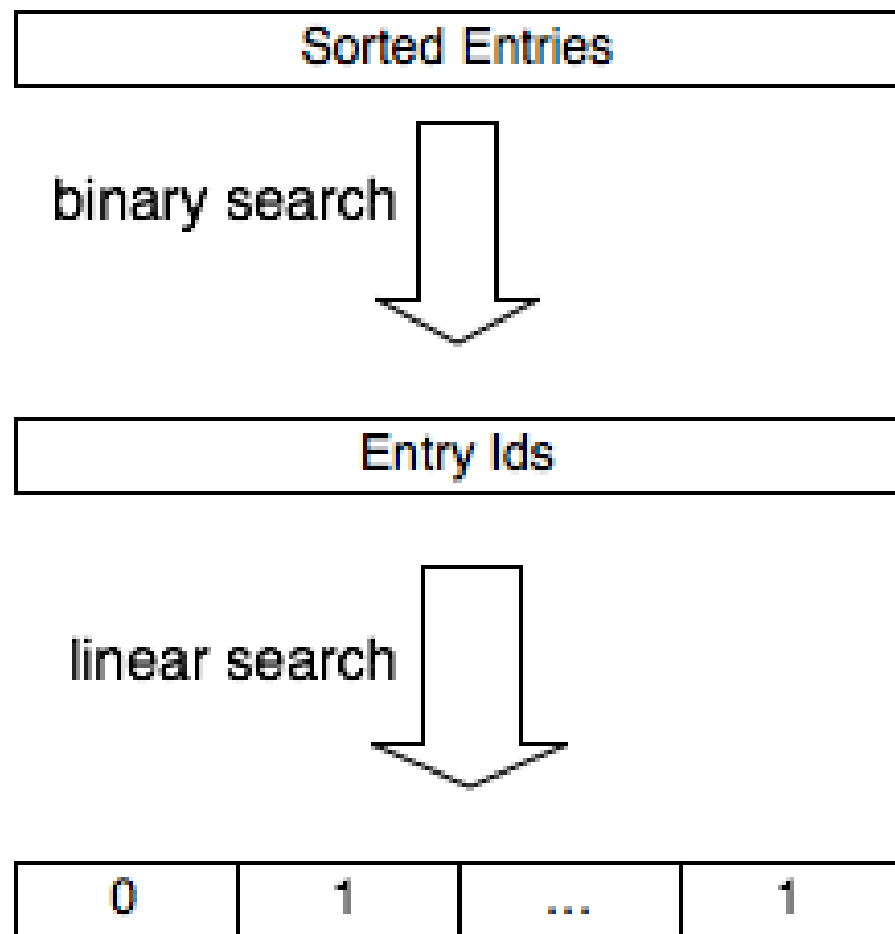 Sorted Entries
binary search
Entry Ids
linear search
0 1 ... 1